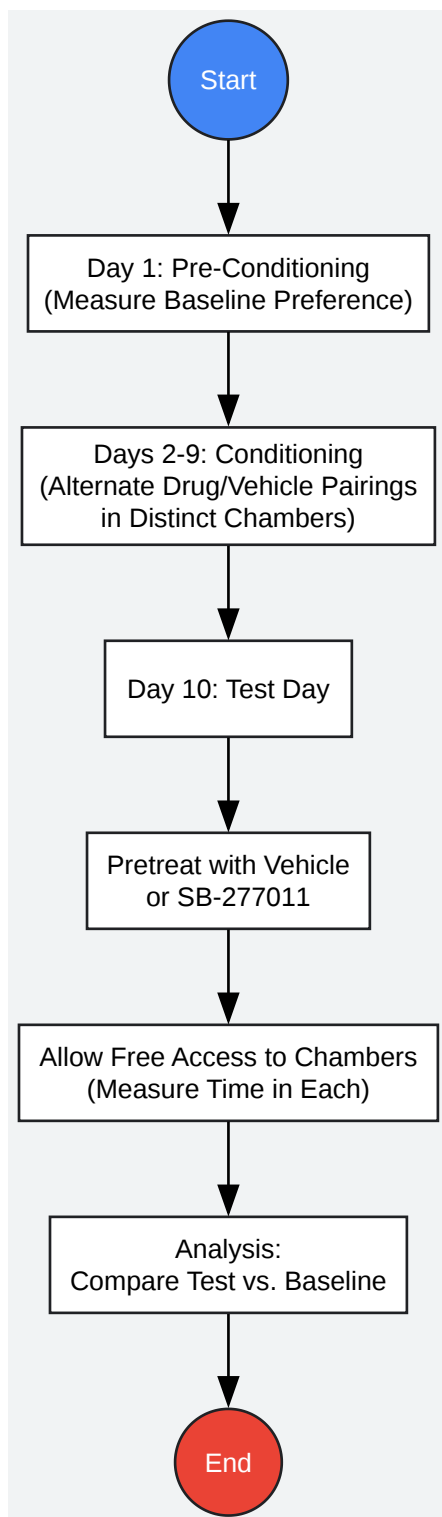 Start
Day 1: Pre-Conditioning
(Measure Baseline Preference)
Days 2-9: Conditioning
(Alternate Drug/Vehicle Pairings
in Distinct Chambers)
Day 10: Test Day
Pretreat with Vehicle
or SB-277011
Allow Free Access to Chambers
(Measure Time in Each)
Analysis:
Compare Test vs. Baseline
End